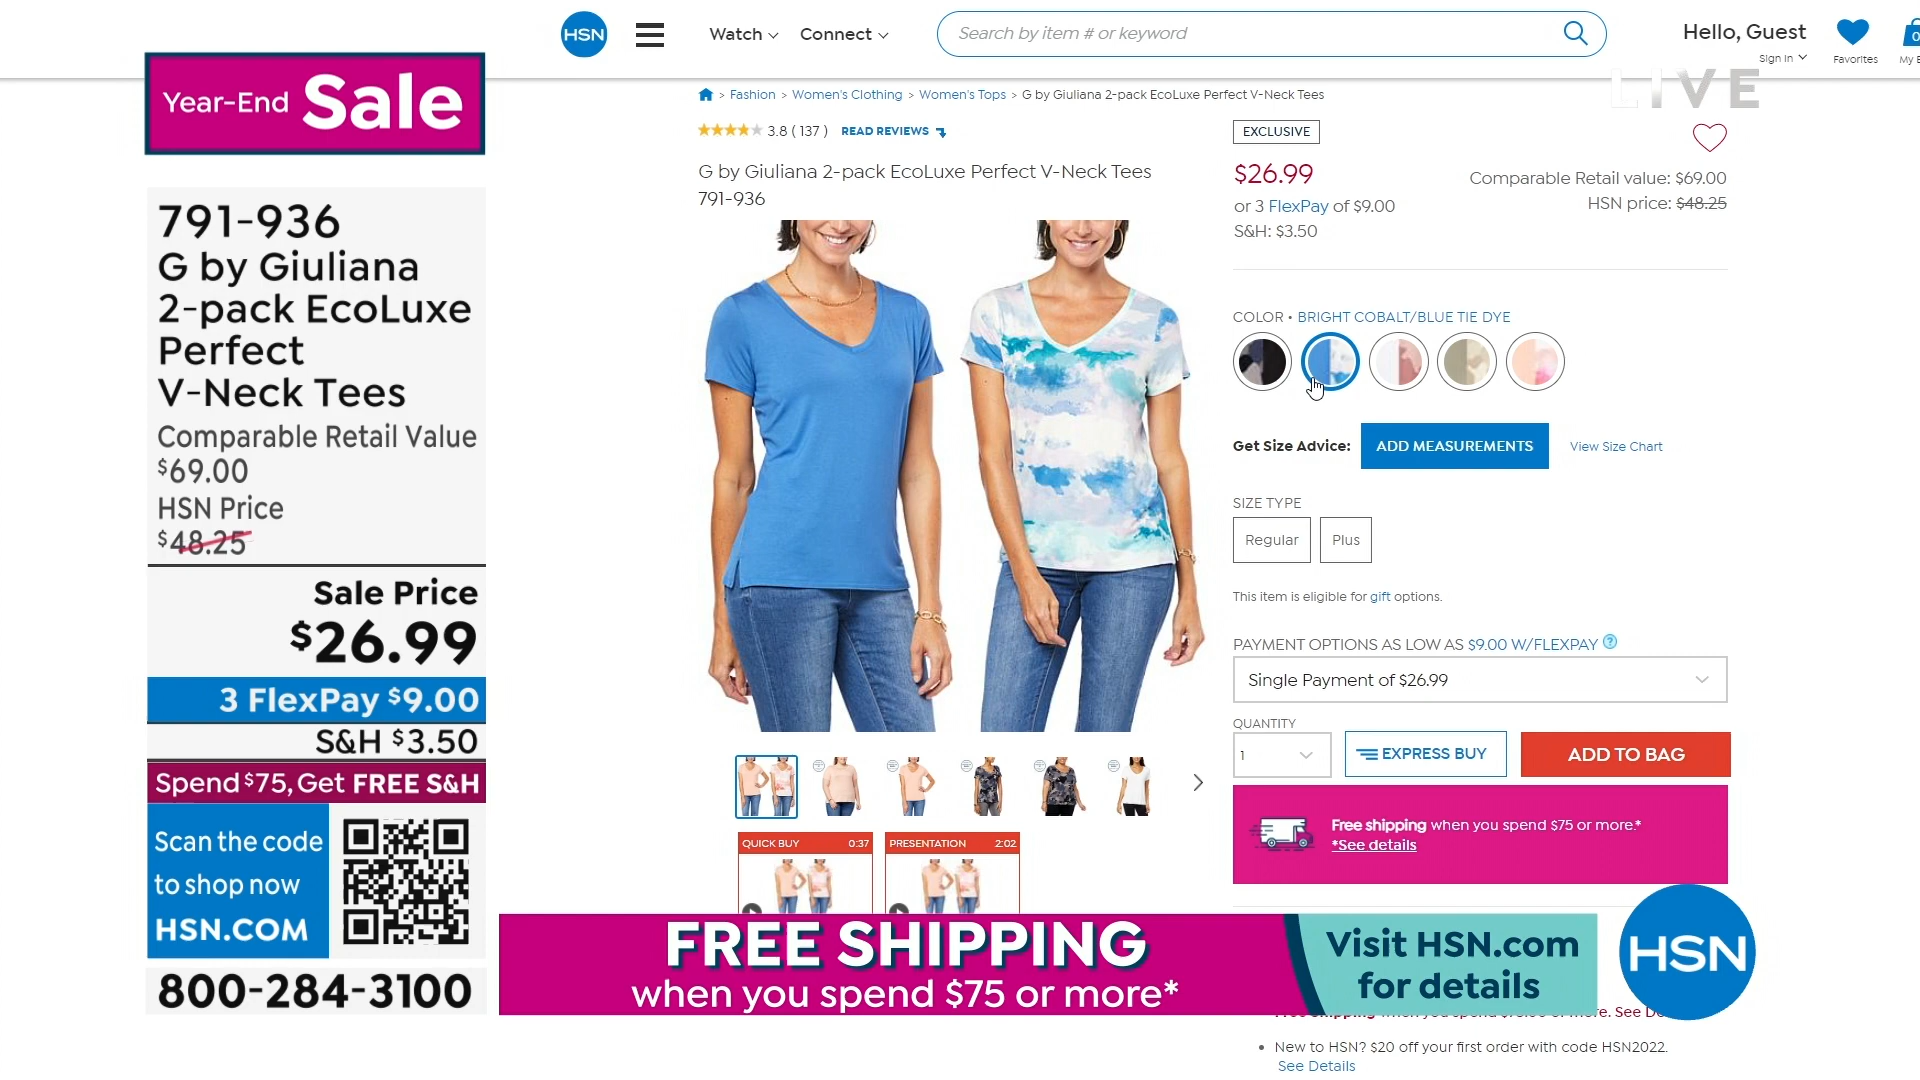 HSN
Watch
Connect
Search by item # or keyword
Hello, Guest
Sign In
Favorites
0
LIVE
Year-End Sale
791-936
G by Giuliana
2-pack EcoLuxe
Perfect
V-Neck Tees
Comparable Retail Value
$69.00
HSN Price
$48.25
Sale Price
$26.99
3 FlexPay $9.00
S&H $3.50
Spend $75, Get FREE S&H
Scan the code
to shop now
HSN.COM
800-284-3100
> Fashion > Women's Clothing > Women's Tops > G by Giuliana 2-pack EcoLuxe Perfect V-Neck Tees
3.8 ( 137 ) READ REVIEWS
G by Giuliana 2-pack EcoLuxe Perfect V-Neck Tees
791-936
EXCLUSIVE
$26.99
or 3 FlexPay of $9.00
S&H: $3.50
Comparable Retail value: $69.00
HSN price: $48.25
COLOR • BRIGHT COBALT/BLUE TIE DYE
Get Size Advice: ADD MEASUREMENTS View Size Chart
SIZE TYPE
Regular Plus
This item is eligible for gift options.
PAYMENT OPTIONS AS LOW AS $9.00 W/FLEXPAY ?
Single Payment of $26.99
QUANTITY
1
EXPRESS BUY
ADD TO BAG
Free shipping when you spend $75 or more.*
*See details
QUICK BUY 0:37
PRESENTATION 2:02
FREE SHIPPING
when you spend $75 or more*
Visit HSN.com
for details
HSN
• New to HSN? $20 off your first order with code HSN2022.
See Details